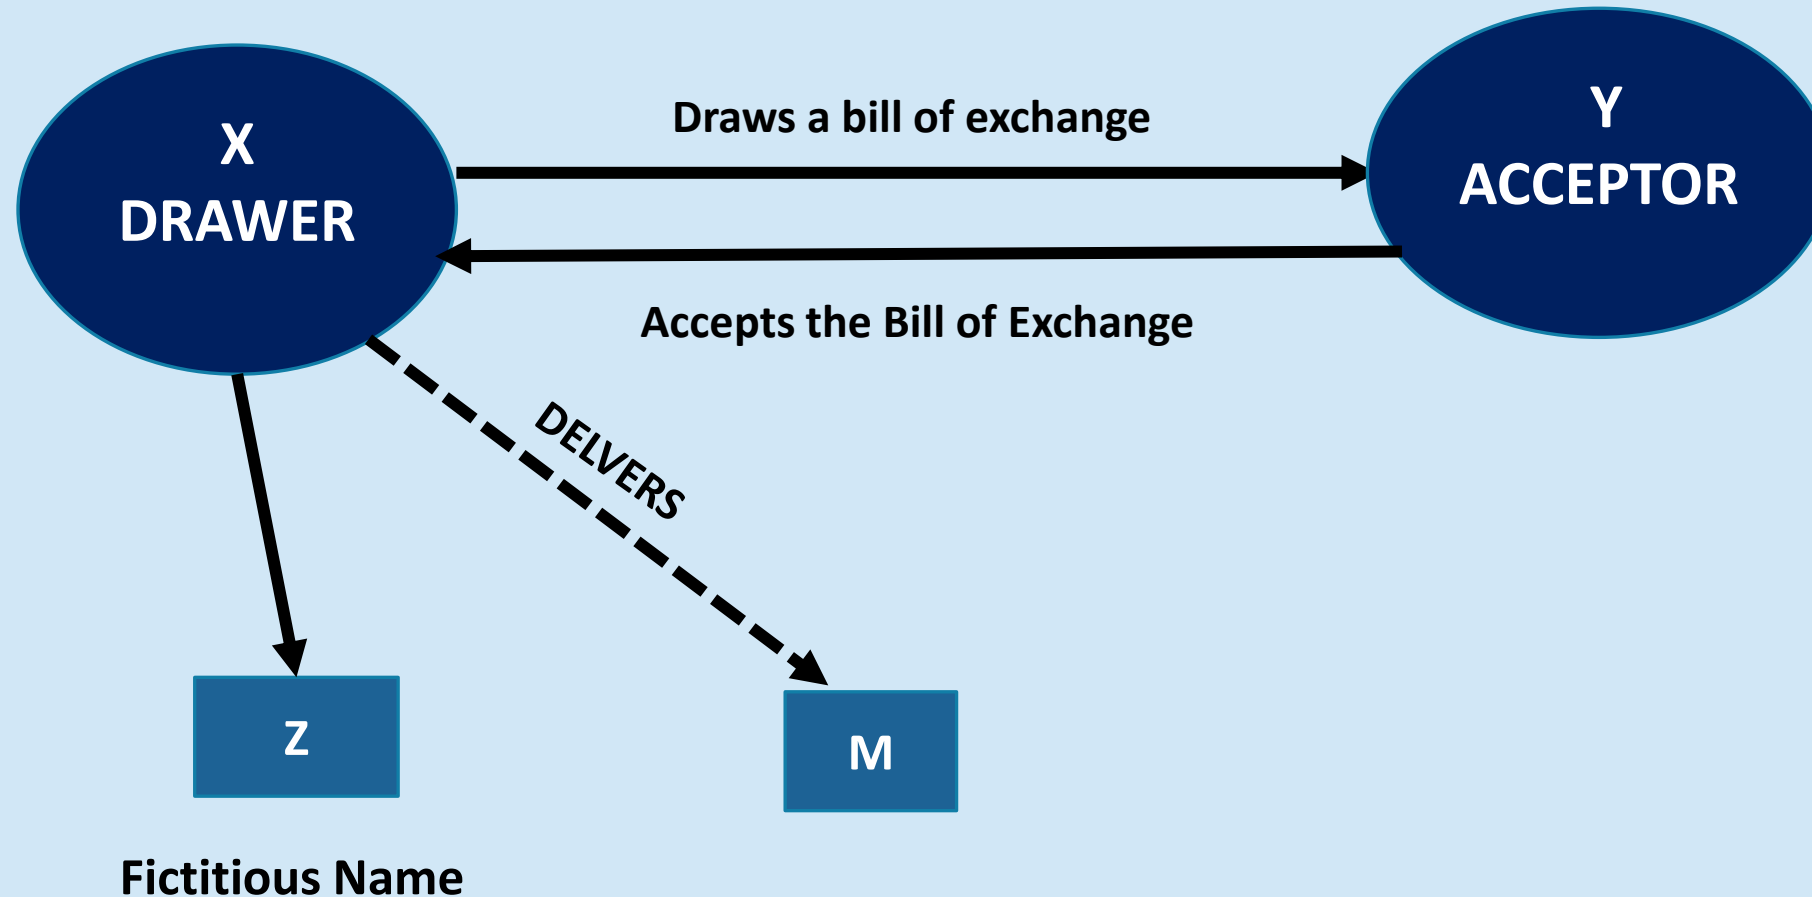 X
DRAWER
Draws a bill of exchange
Y
ACCEPTOR
Accepts the Bill of Exchange
DELVERS
Z
M
Fictitious Name